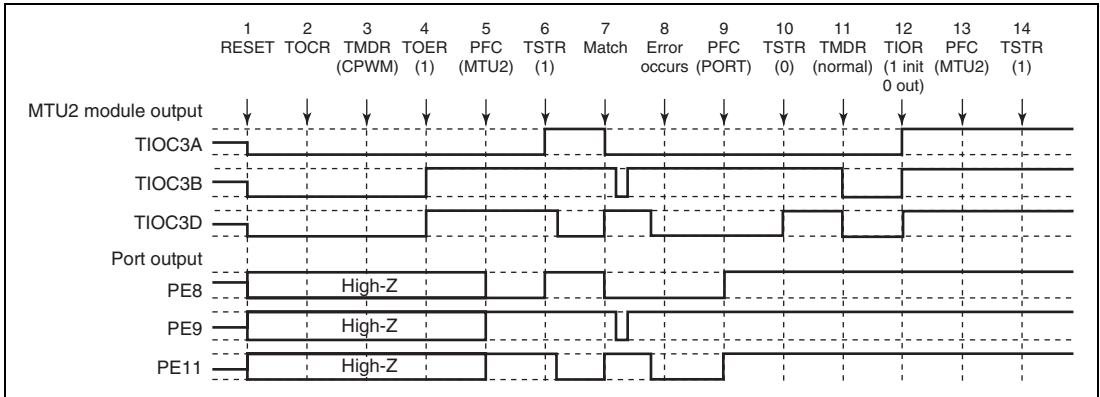 1 2 3 4 5 6 7 8 9 10 11 12 13 14
RESET TOCR TMDR TOER PFC TSTR Match Error PFC TSTR TMDR TIOR PFC TSTR
(CPWM) (1) (MTU2) (1) occurs (PORT) (0) (normal) (1 init (MTU2) (1)
0 out)
MTU2 module output
TIOC3A
TIOC3B
TIOC3D
Port output
PE8 High-Z
PE9 High-Z
PE11 High-Z